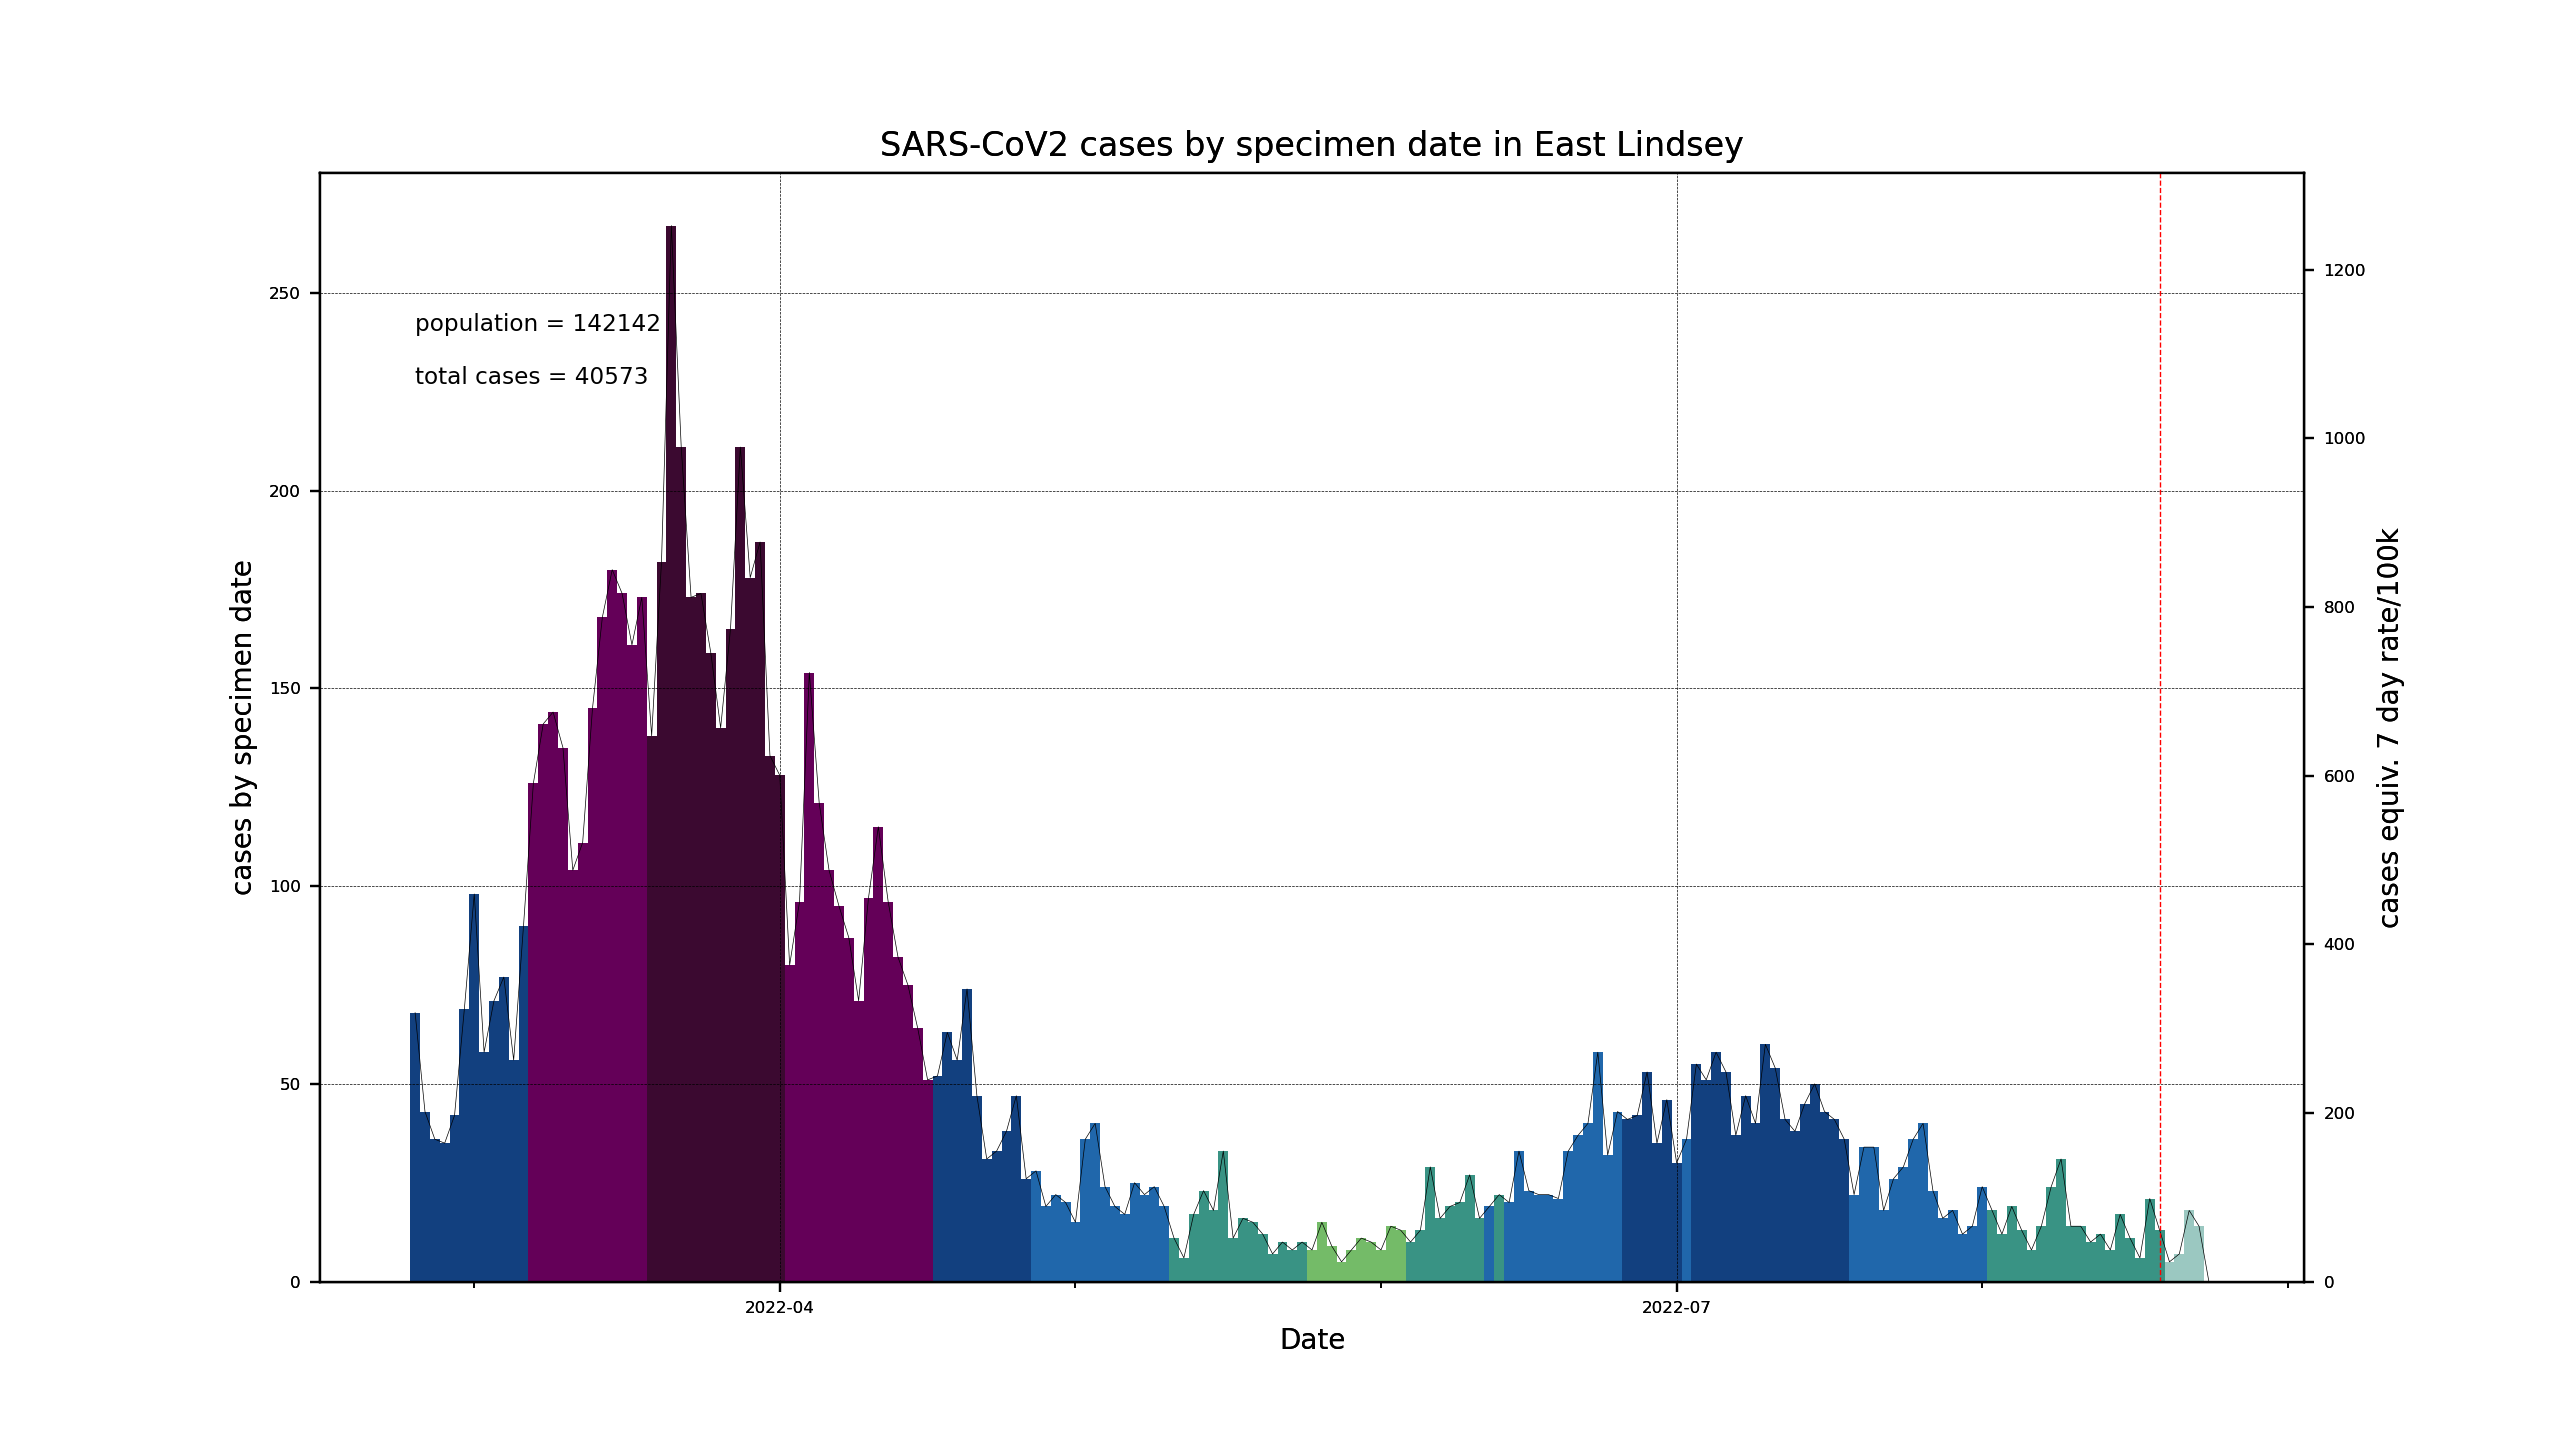 SARS-CoV2 cases by specimen date in East Lindsey
population = 142142
total cases = 40573
cases by specimen date
250
200
150
100
50
0
1200
1000
800
600
400
200
0
cases equiv. 7 day rate/100k
2022-04
2022-07
Date